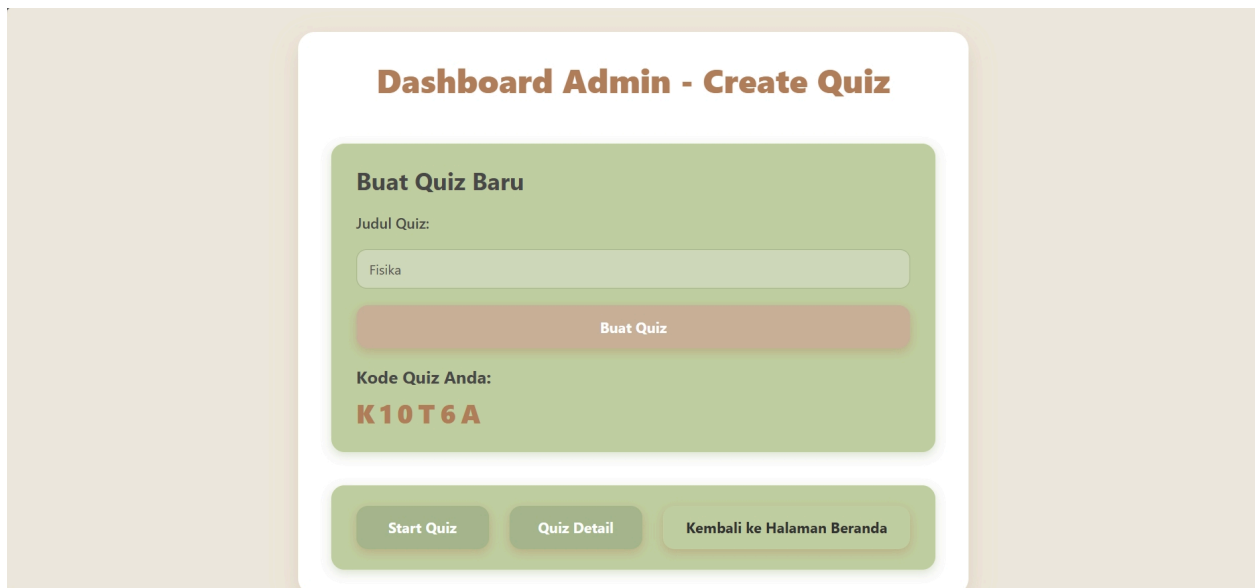 Dashboard Admin - Create Quiz
Buat Quiz Baru
Judul Quiz:
Fisika
Buat Quiz
Kode Quiz Anda:
K10T6A
Start Quiz
Quiz Detail
Kembali ke Halaman Beranda